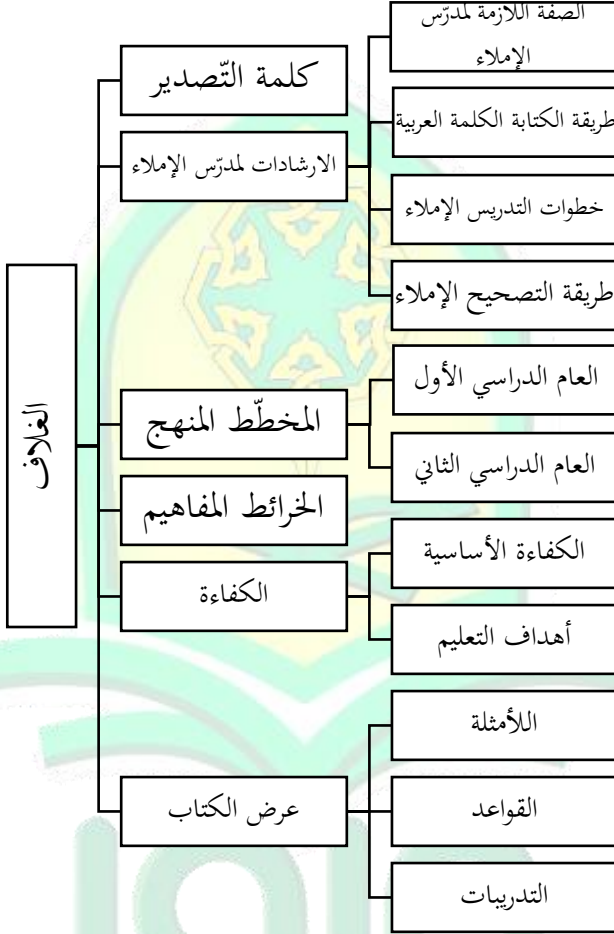 الغلاف
كلمة التّصدير
الارشادات لمدرّس الإملاء
الصفة اللازمة لمدرّس
الإملاء
طريقة الكتابة الكلمة العربية
خطوات التدريس الإملاء
طريقة التصحيح الإملاء
المخطّط المنهج
العام الدراسي الأول
العام الدراسي الثاني
الخرائط المفاهيم
الكفاءة
الكفاءة الأساسية
أهداف التعليم
عرض الكتاب
اللأمثلة
القواعد
التدريبات